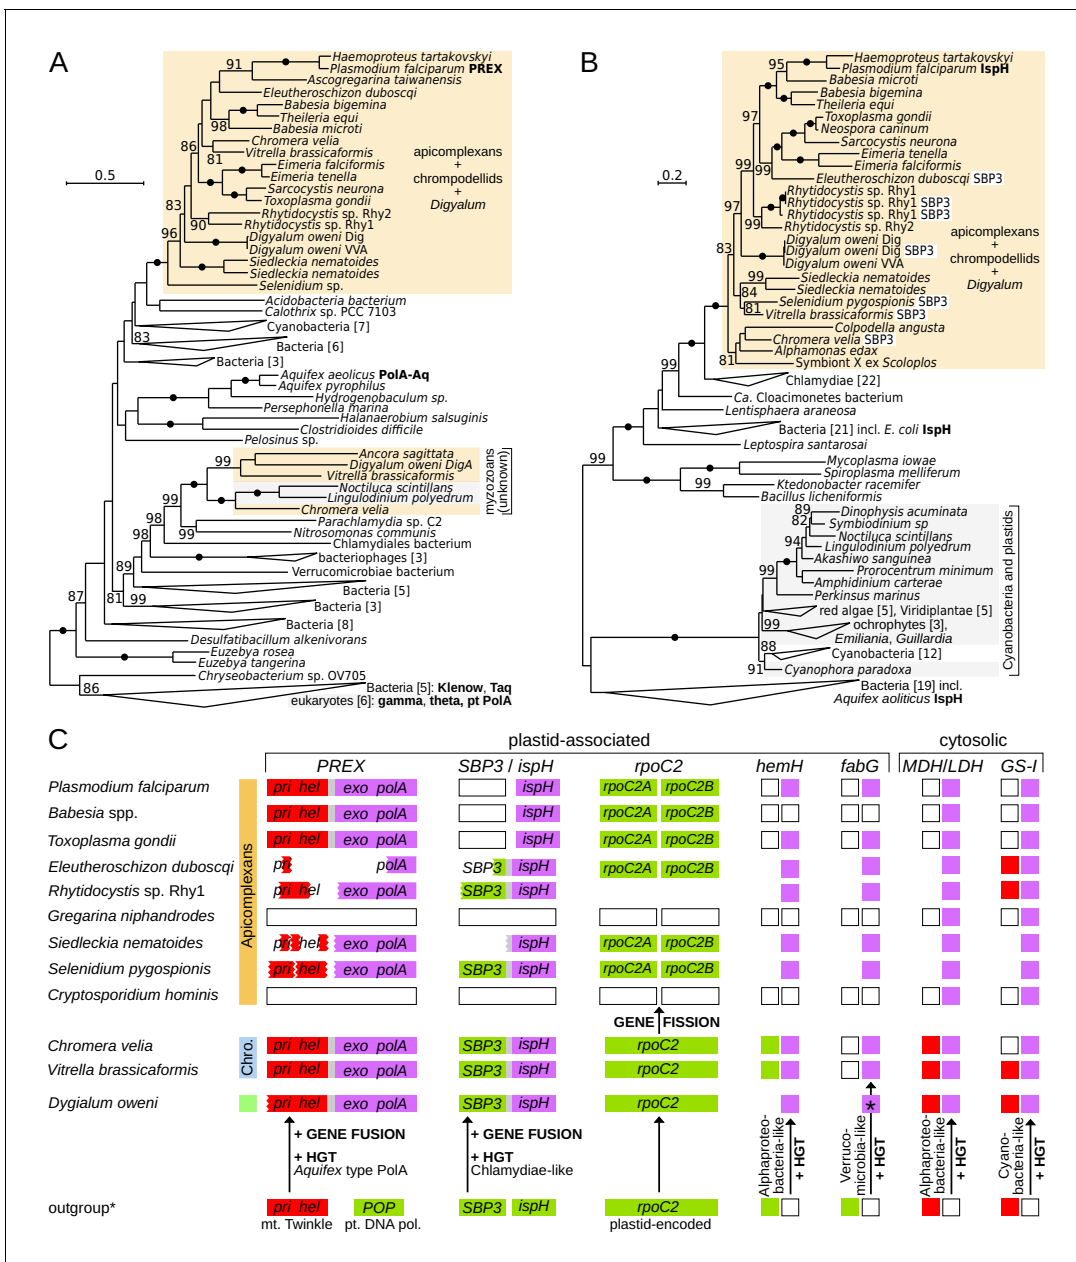 A
91
Haemoproteus tartakovskyi
Plasmodium falciparum PREX
Ascogregarina taiwanensis
Eleutheroschizon duboscqi
Babesia bigemina
Theileria equi
98
Babesia microti
86
Chromera velia
Vitrella brassicaformis
81
Eimeria falciformis
Eimeria tenella
Sarcocystis neurona
Toxoplasma gondii
83
Rhytidocystis sp. Rhy2
90
Rhytidocystis sp. Rhy1
96
Digyalum oweni Dig
Digyalum oweni VVA
Siedleckia nematoides
Siedleckia nematoides
Selenidium sp.
0.5
apicomplexans
+
chrompodellids
+
Digyalum
Acidobacteria bacterium
Calothrix sp. PCC 7103
Cyanobacteria [7]
83
Bacteria [6]
Bacteria [3]
Aquifex aeolicus PolA-Aq
Aquifex pyrophilus
Hydrogenobaculum sp.
Persephonella marina
Halanaerobium salsuginis
Clostridioides difficile
Pelosinus sp.
99
Ancora sagittata
Digyalum oweni DigA
Vitrella brassicaformis
Noctiluca scintillans
Lingulodinium polyedrum
Chromera velia
myzozoans
(unknown)
99
98
99
Parachlamydia sp. C2
Nitrosomonas communis
98
Chlamydiales bacterium
bacteriophages [3]
89
Verrucomicrobiae bacterium
Bacteria [5]
87
81
99
Bacteria [3]
Bacteria [8]
Desulfatibacillum alkenivorans
Euzebya rosea
Euzebya tangerina
Chryseobacterium sp. OV705
86
Bacteria [5]: Klenow, Taq
eukaryotes [6]: gamma, theta, pt PolA
B
95
Haemoproteus tartakovskyi
Plasmodium falciparum IspH
Babesia microti
Babesia bigemina
Theileria equi
97
Toxoplasma gondii
Neospora caninum
Sarcocystis neurona
Eimeria tenella
Eimeria falciformis
99
99
Eleutheroschizon duboscqi SBP3
Rhytidocystis sp. Rhy1
Rhytidocystis sp. Rhy1 SBP3
Rhytidocystis sp. Rhy1 SBP3
97
99
Rhytidocystis sp. Rhy2
Digyalum oweni Dig
Digyalum oweni Dig SBP3
Digyalum oweni VVA
83
99
Siedleckia nematoides
84
Siedleckia nematoides
Selenidium pygospionis SBP3
81
Vitrella brassicaformis SBP3
Colpodella angusta
Chromera velia SBP3
Alphamonas edax
81
Symbiont X ex Scoloplos
0.2
apicomplexans
+
chrompodellids
+
Digyalum
99
Chlamydiae [22]
Ca. Cloacimonetes bacterium
Lentisphaera araneosa
Bacteria [21] incl. E. coli IspH
Leptospira santarosai
99
Mycoplasma iowae
Spiroplasma melliferum
99
Ktedonobacter racemifer
Bacillus licheniformis
89
Dinophysis acuminata
82
Symbiodinium sp
Noctiluca scintillans
94
Lingulodinium polyedrum
Akashiwo sanguinea
99
Prorocentrum minimum
Amphidinium carterae
Perkinsus marinus
red algae [5], Viridiplantae [5]
99
ochrophytes [3],
Emiliania, Guillardia
88
Cyanobacteria [12]
91
Cyanophora paradoxa
Cyanobacteria and plastids
Bacteria [19] incl.
Aquifex aoliticus IspH
C
plastid-associated
cytosolic
PREX
SBP3 / ispH
rpoC2
hemH
fabG
MDH/LDH
GS-I
Apicomplexans
Plasmodium falciparum
pri hel exo polA
ispH
rpoC2A rpoC2B
Babesia spp.
pri hel exo polA
ispH
rpoC2A rpoC2B
Toxoplasma gondii
pri hel exo polA
ispH
rpoC2A rpoC2B
Eleutheroschizon duboscqi
pri polA
SBP3 ispH
rpoC2A rpoC2B
Rhytidocystis sp. Rhy1
pri hel exo polA
SBP3 ispH
Gregarina niphandrodes
Siedleckia nematoides
pri hel exo polA
ispH
rpoC2A rpoC2B
Selenidium pygospionis
pri hel exo polA
SBP3 ispH
rpoC2A rpoC2B
Cryptosporidium hominis
GENE FISSION
Chro.
Chromera velia
pri hel exo polA
SBP3 ispH
rpoC2
Vitrella brassicaformis
pri hel exo polA
SBP3 ispH
rpoC2
Dygialum oweni
pri hel exo polA
SBP3 ispH
rpoC2
*
+ GENE FUSION
+ HGT
Aquifex type PolA
+ GENE FUSION
+ HGT
Chlamydiae-like
Alphaproteo-
bacteria-like
+ HGT
Verruco-
microbia-like
+ HGT
Alphaproteo-
bacteria-like
+ HGT
Cyano-
bacteria-like
+ HGT
outgroup*
pri hel
POP
SBP3
ispH
rpoC2
mt. Twinkle
pt. DNA pol.
plastid-encoded